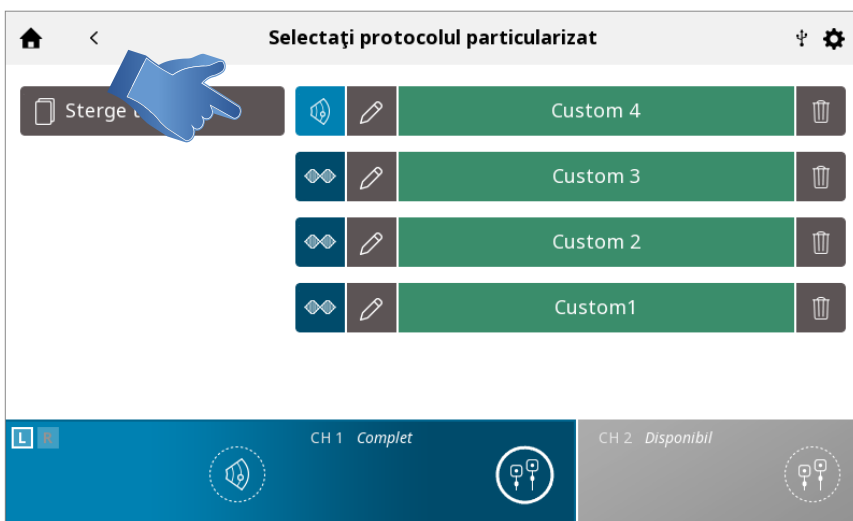 Selectaţi protocolul particularizat
Sterge
Custom 4
Custom 3
Custom 2
Custom1
L R
CH 1 Complet
CH 2 Disponibil